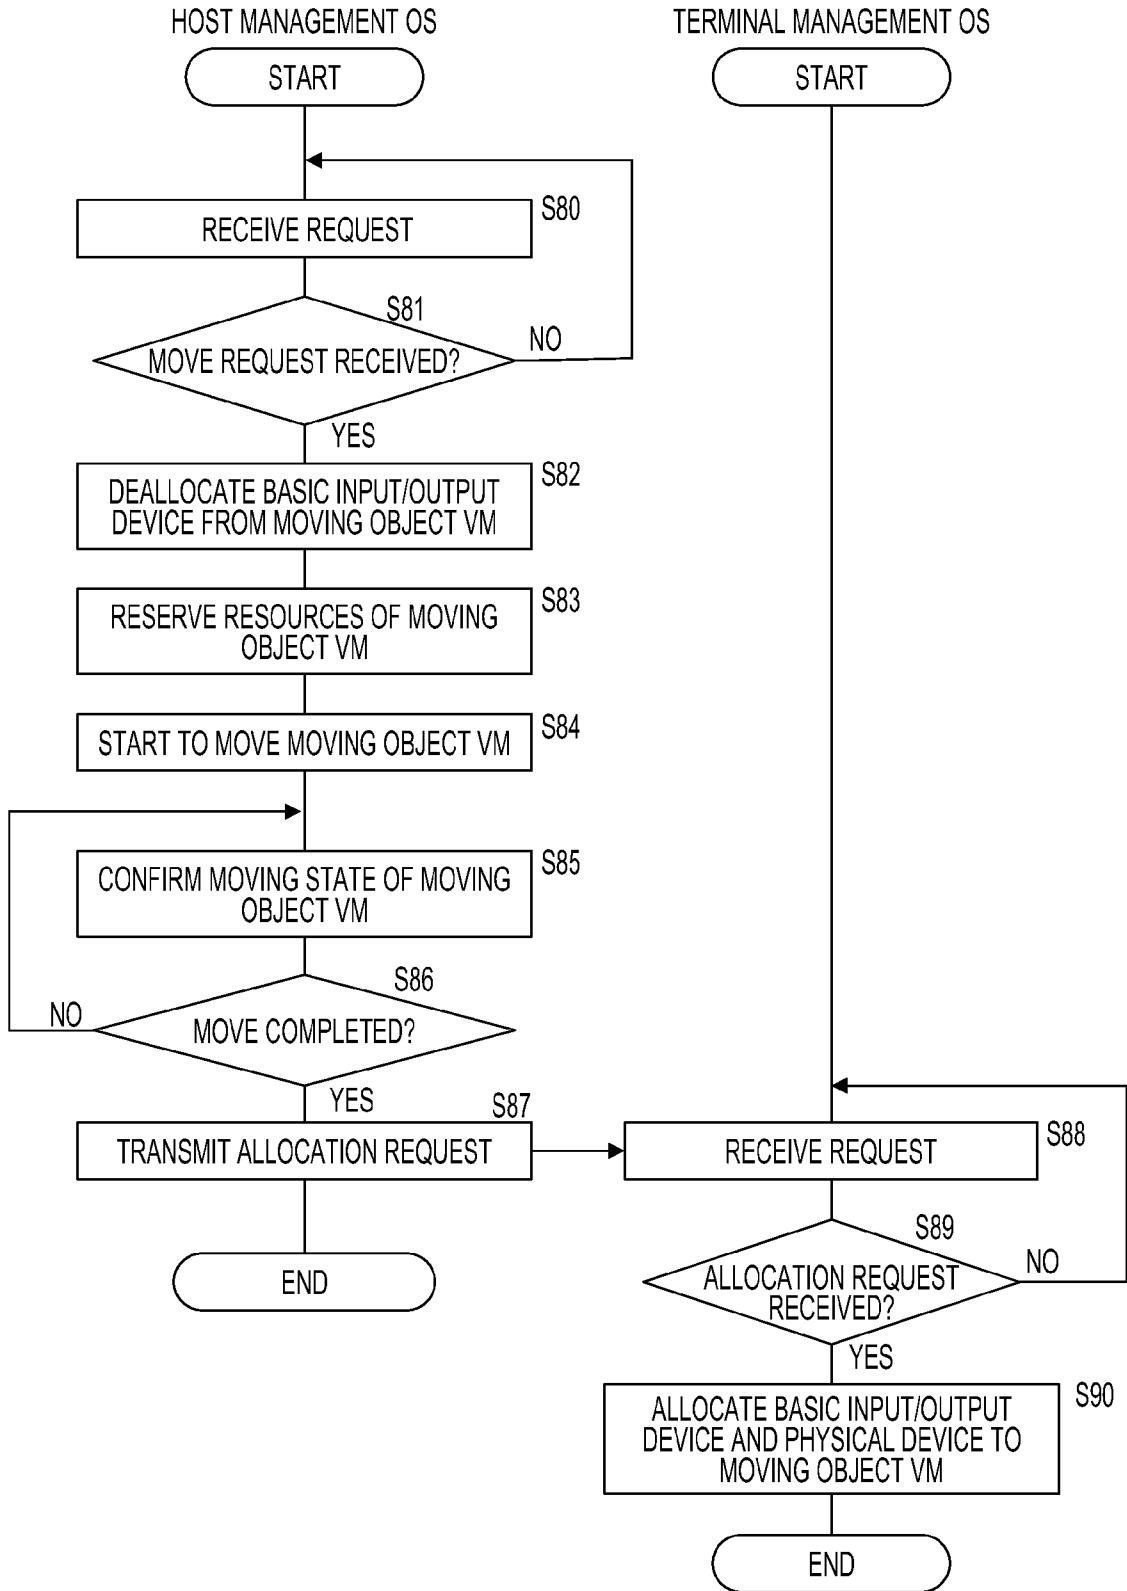 HOST MANAGEMENT OS
START
S80
RECEIVE REQUEST
S81
MOVE REQUEST RECEIVED?
NO
YES
S82
DEALLOCATE BASIC INPUT/OUTPUT
DEVICE FROM MOVING OBJECT VM
S83
RESERVE RESOURCES OF MOVING
OBJECT VM
S84
START TO MOVE MOVING OBJECT VM
S85
CONFIRM MOVING STATE OF MOVING
OBJECT VM
S86
MOVE COMPLETED?
NO
YES
S87
TRANSMIT ALLOCATION REQUEST
END
TERMINAL MANAGEMENT OS
START
S88
RECEIVE REQUEST
S89
ALLOCATION REQUEST
RECEIVED?
NO
YES
S90
ALLOCATE BASIC INPUT/OUTPUT
DEVICE AND PHYSICAL DEVICE TO
MOVING OBJECT VM
END